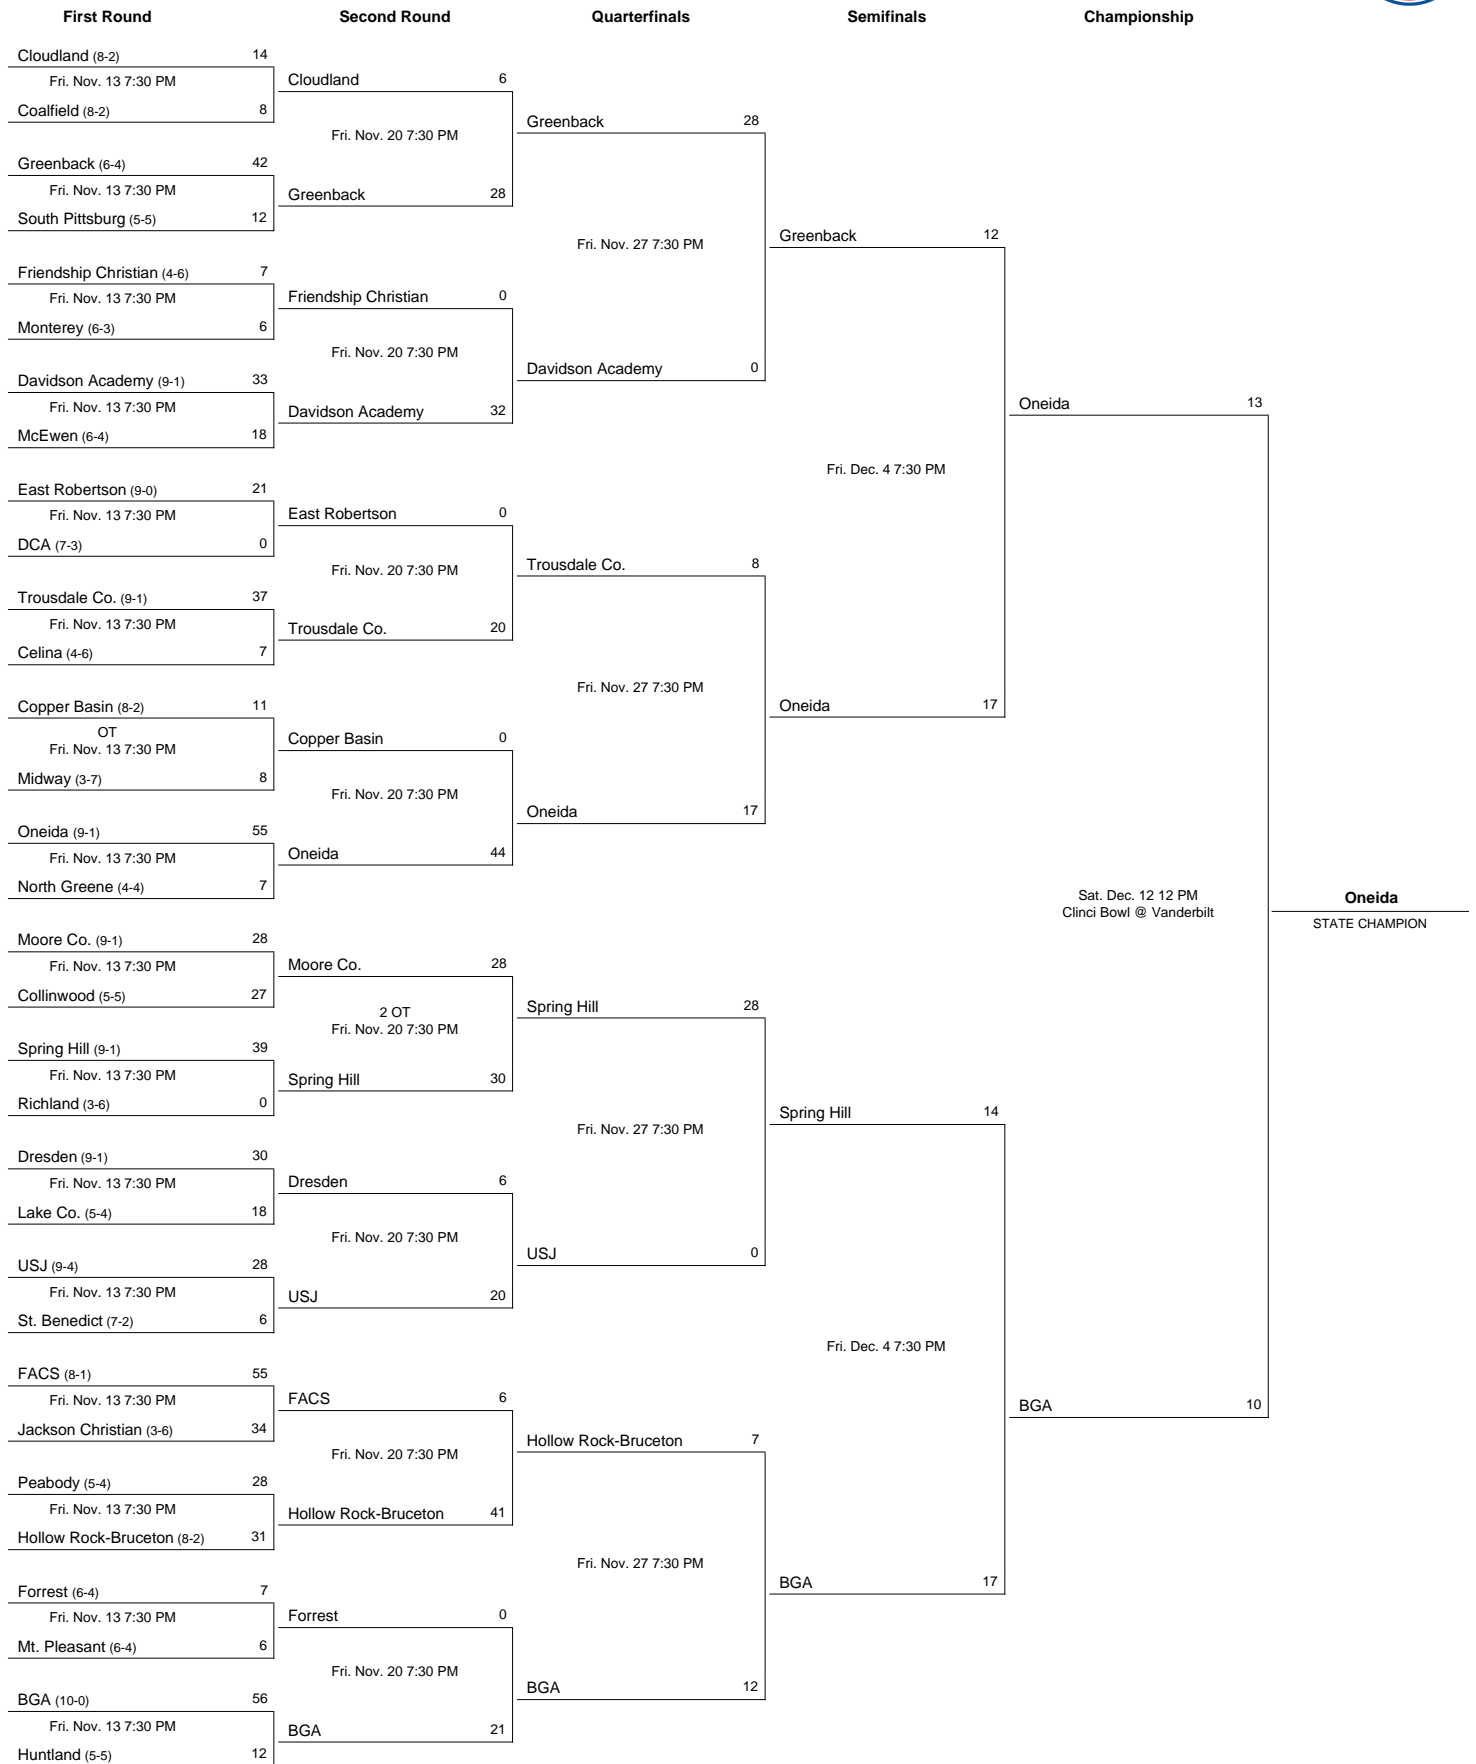 First Round
Second Round
Quarterfinals
Semifinals
Championship
Cloudland (8-2) 14
Fri. Nov. 13 7:30 PM
Coalfield (8-2) 8
Greenback (6-4) 42
Fri. Nov. 13 7:30 PM
South Pittsburg (5-5) 12
Friendship Christian (4-6) 7
Fri. Nov. 13 7:30 PM
Monterey (6-3) 6
Davidson Academy (9-1) 33
Fri. Nov. 13 7:30 PM
McEwen (6-4) 18
East Robertson (9-0) 21
Fri. Nov. 13 7:30 PM
DCA (7-3) 0
Trousdale Co. (9-1) 37
Fri. Nov. 13 7:30 PM
Celina (4-6) 7
Copper Basin (8-2) 11
OT
Fri. Nov. 13 7:30 PM
Midway (3-7) 8
Oneida (9-1) 55
Fri. Nov. 13 7:30 PM
North Greene (4-4) 7
Moore Co. (9-1) 28
Fri. Nov. 13 7:30 PM
Collinwood (5-5) 27
Spring Hill (9-1) 39
Fri. Nov. 13 7:30 PM
Richland (3-6) 0
Dresden (9-1) 30
Fri. Nov. 13 7:30 PM
Lake Co. (5-4) 18
USJ (9-4) 28
Fri. Nov. 13 7:30 PM
St. Benedict (7-2) 6
FACS (8-1) 55
Fri. Nov. 13 7:30 PM
Jackson Christian (3-6) 34
Peabody (5-4) 28
Fri. Nov. 13 7:30 PM
Hollow Rock-Bruceton (8-2) 31
Forrest (6-4) 7
Fri. Nov. 13 7:30 PM
Mt. Pleasant (6-4) 6
BGA (10-0) 56
Fri. Nov. 13 7:30 PM
Huntland (5-5) 12
Cloudland 6
Fri. Nov. 20 7:30 PM
Greenback 28
Friendship Christian 0
Fri. Nov. 20 7:30 PM
Davidson Academy 32
East Robertson 0
Fri. Nov. 20 7:30 PM
Trousdale Co. 20
Copper Basin 0
Fri. Nov. 20 7:30 PM
Oneida 44
Moore Co. 28
2 OT
Fri. Nov. 20 7:30 PM
Spring Hill 30
Dresden 6
Fri. Nov. 20 7:30 PM
USJ 20
FACS 6
Fri. Nov. 20 7:30 PM
Hollow Rock-Bruceton 41
Forrest 0
Fri. Nov. 20 7:30 PM
BGA 21
Greenback 28
Fri. Nov. 27 7:30 PM
Davidson Academy 0
Trousdale Co. 8
Fri. Nov. 27 7:30 PM
Oneida 17
Spring Hill 28
Fri. Nov. 27 7:30 PM
USJ 0
Hollow Rock-Bruceton 7
Fri. Nov. 27 7:30 PM
BGA 12
Greenback 12
Fri. Dec. 4 7:30 PM
Oneida 17
Spring Hill 14
Fri. Dec. 4 7:30 PM
BGA 17
Oneida 13
Sat. Dec. 12 12 PM
Clinci Bowl @ Vanderbilt
BGA 10
Oneida
STATE CHAMPION